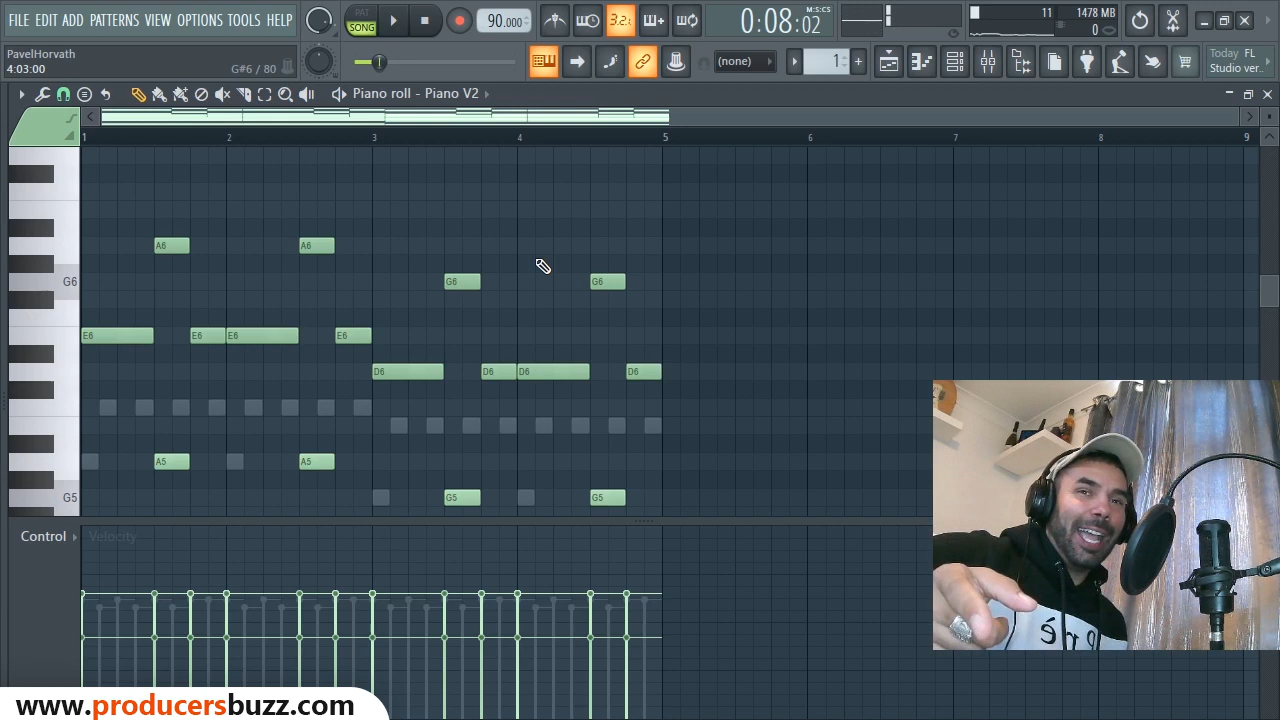 FILE EDIT ADD PATTERNS VIEW OPTIONS TOOLS HELP
PAT
SONG
90.000
3.2.
0:08:02
M:S:CS
11
1478 MB
0
PavelHorvath
4:03:00
G#6 / 80
(none)
1
Today FL
Studio ver..
Piano roll - Piano V2
1 2 3 4 5 6 7 8 9
A6 A6
G6 G6 G6
E6 E6 E6 E6
D6 D6 D6 D6
A5 A5
G5 G5 G5
Control
Velocity
www.producersbuzz.com